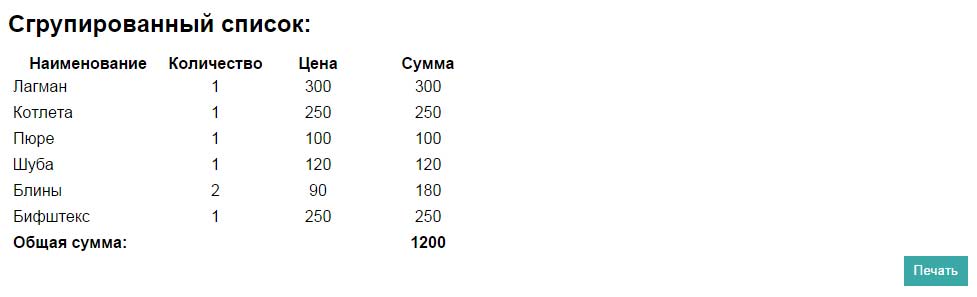 Сгрупированный список:
Наименование Количество Цена Сумма
Лагман 1 300 300
Котлета 1 250 250
Пюре 1 100 100
Шуба 1 120 120
Блины 2 90 180
Бифштекс 1 250 250
Общая сумма: 1200
Печать